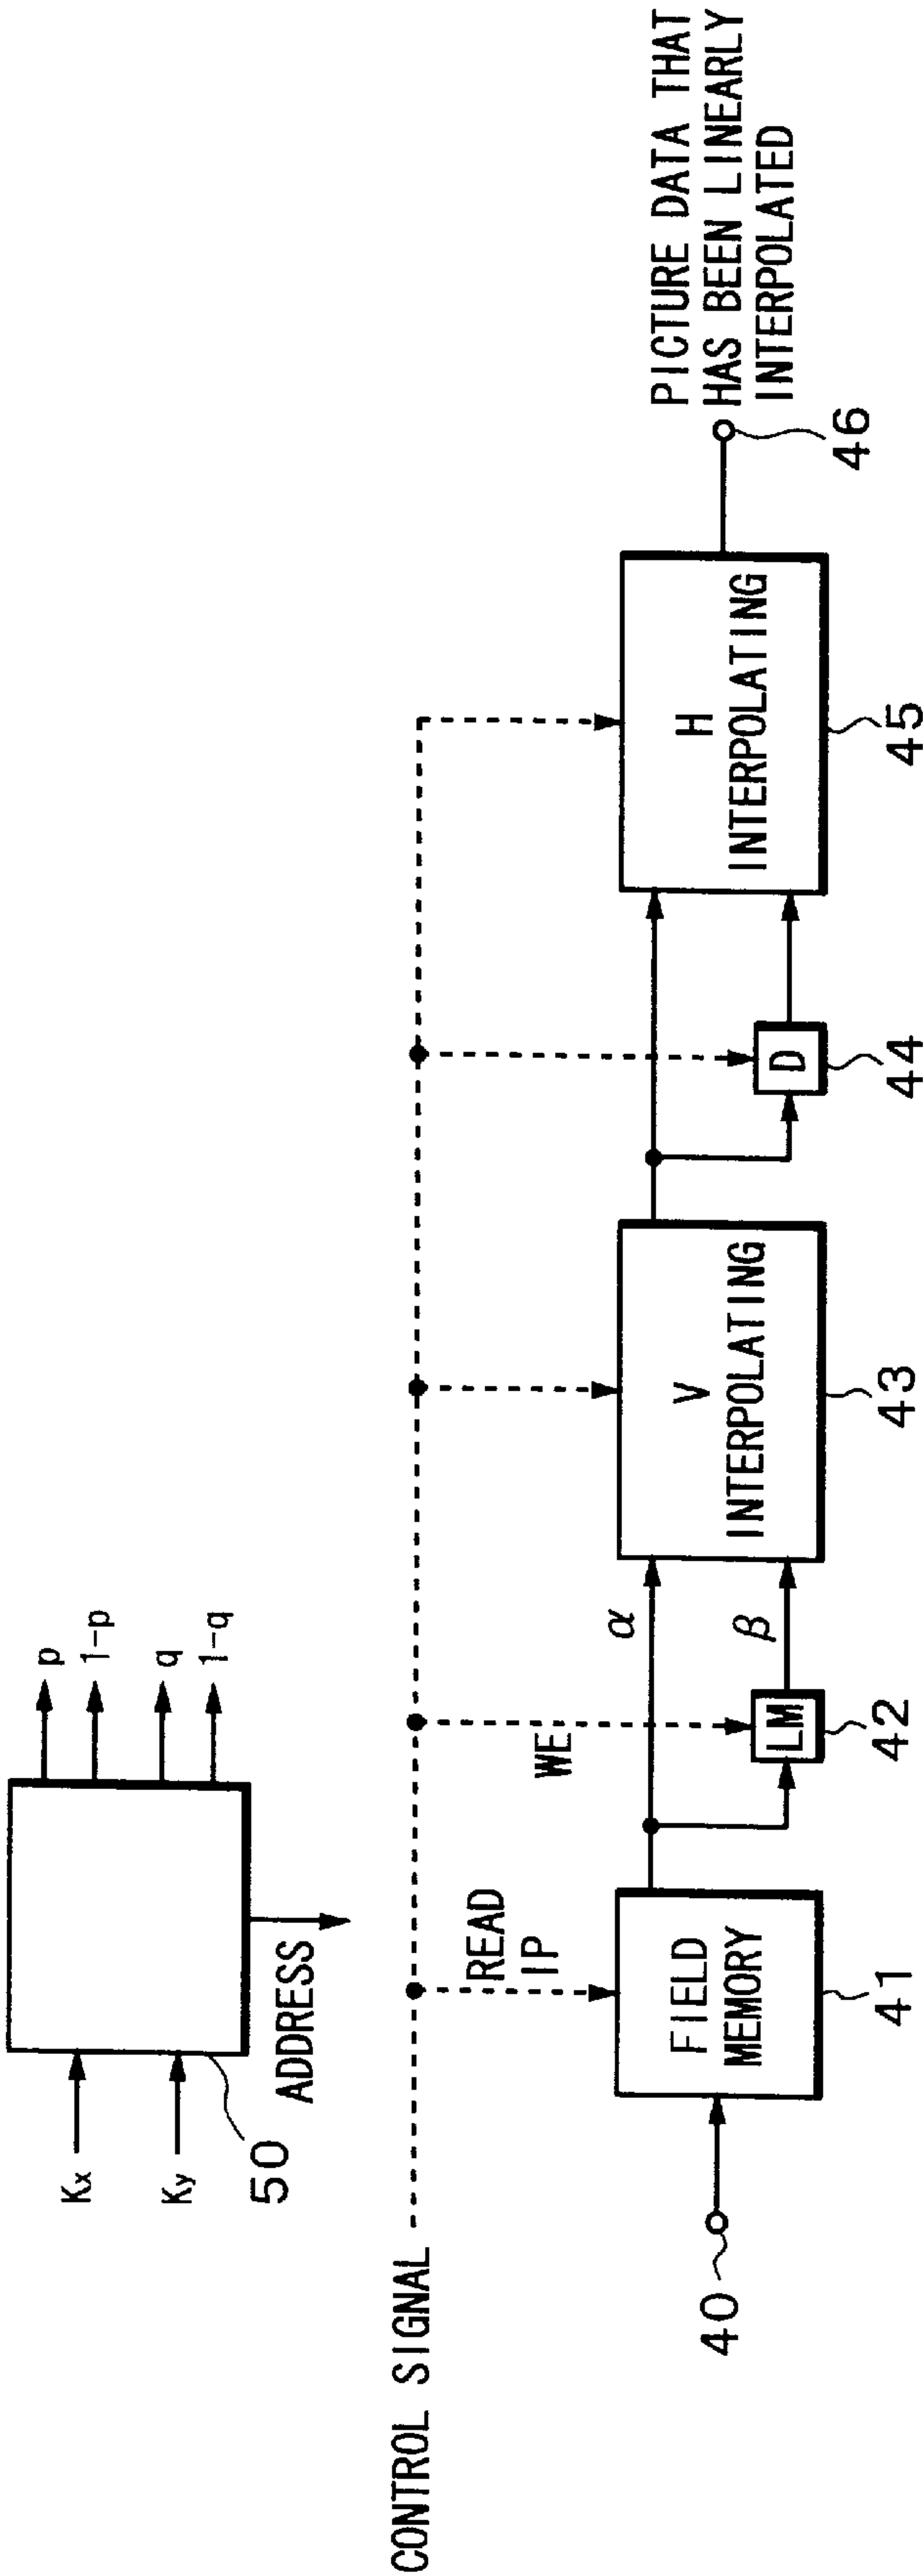 Kx
Ky
50
p
1-p
q
1-q
ADDRESS
CONTROL SIGNAL
READ
IP
WE
40
FIELD
MEMORY
41
α
β
LM
42
V
INTERPOLATING
43
D
44
H
INTERPOLATING
45
46
PICTURE DATA THAT
HAS BEEN LINEARLY
INTERPOLATED